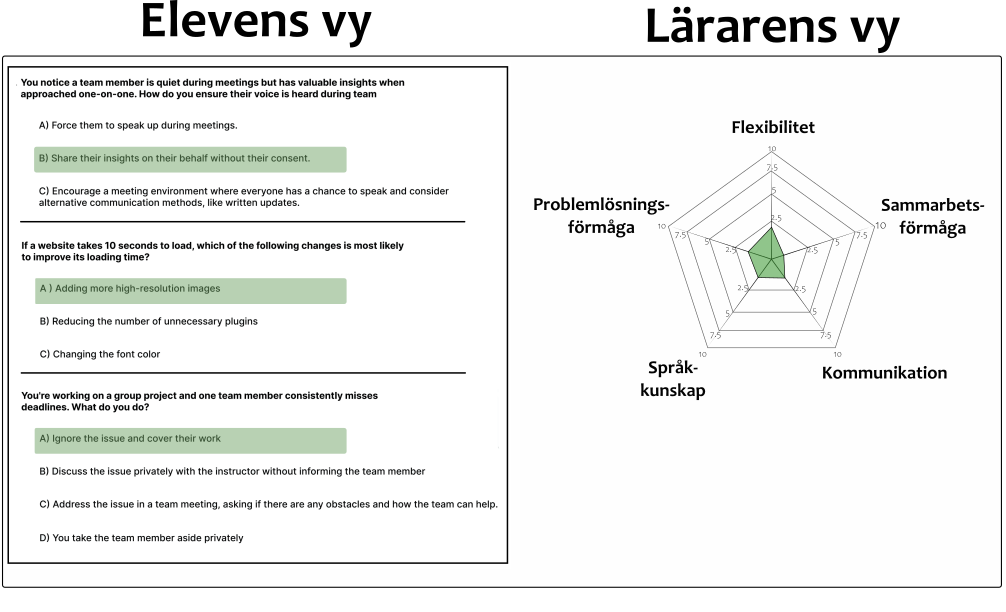 Elevens vy
Lärarens vy
You notice a team member is quiet during meetings but has valuable insights when
approached one-on-one. How do you ensure their voice is heard during team
A) Force them to speak up during meetings.
B) Share their insights on their behalf without their consent.
C) Encourage a meeting environment where everyone has a chance to speak and consider
alternative communication methods, like written updates.
If a website takes 10 seconds to load, which of the following changes is most likely
to improve its loading time?
A ) Adding more high-resolution images
B) Reducing the number of unnecessary plugins
C) Changing the font color
You're working on a group project and one team member consistently misses
deadlines. What do you do?
A) Ignore the issue and cover their work
B) Discuss the issue privately with the instructor without informing the team member
C) Address the issue in a team meeting, asking if there are any obstacles and how the team can help.
D) You take the team member aside privately
Flexibilitet
10
7.5
5
2.5
Sammarbets-
förmåga
10
7.5
5
2.5
Kommunikation
10
7.5
5
2.5
Språk-
kunskap
10
7.5
5
2.5
Problemlösnings-
förmåga
10
7.5
5
2.5